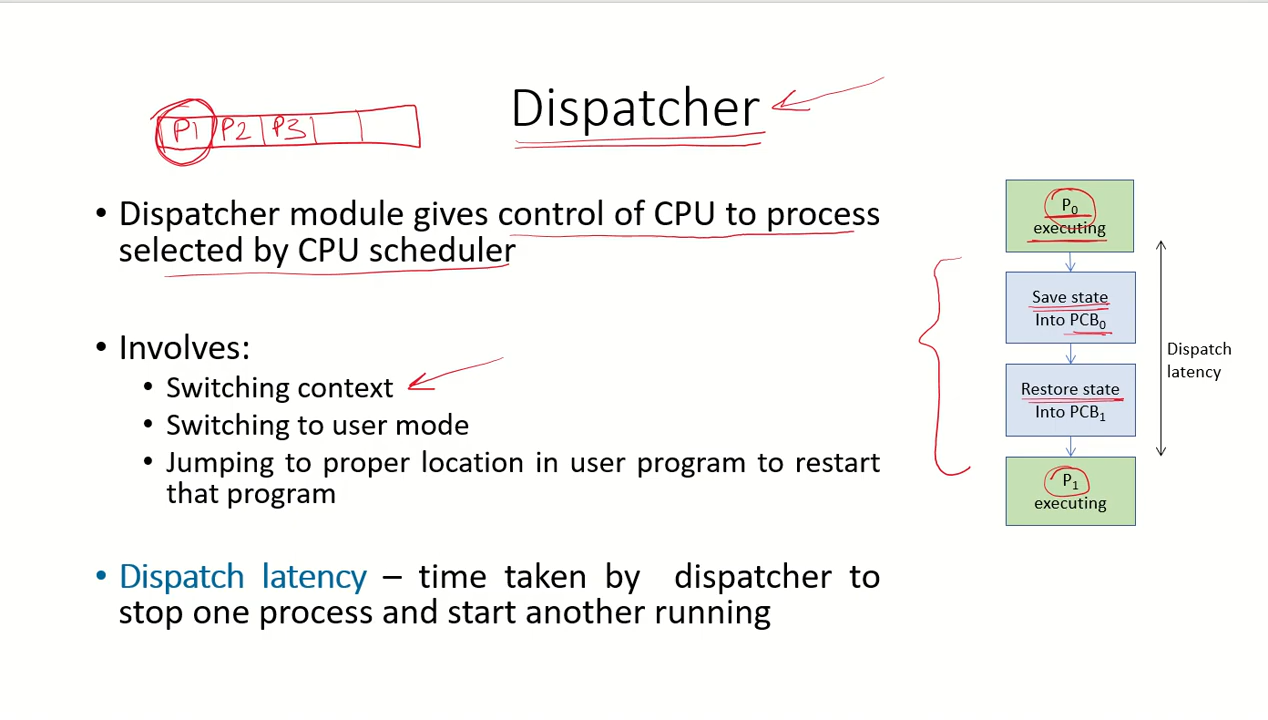 Dispatcher
P1 P2 P3
• Dispatcher module gives control of CPU to process
selected by CPU scheduler
• Involves:
• Switching context
• Switching to user mode
• Jumping to proper location in user program to restart
that program
• Dispatch latency – time taken by dispatcher to
stop one process and start another running
P0
executing
Save state
Into PCB0
Restore state
Into PCB1
P1
executing
Dispatch
latency